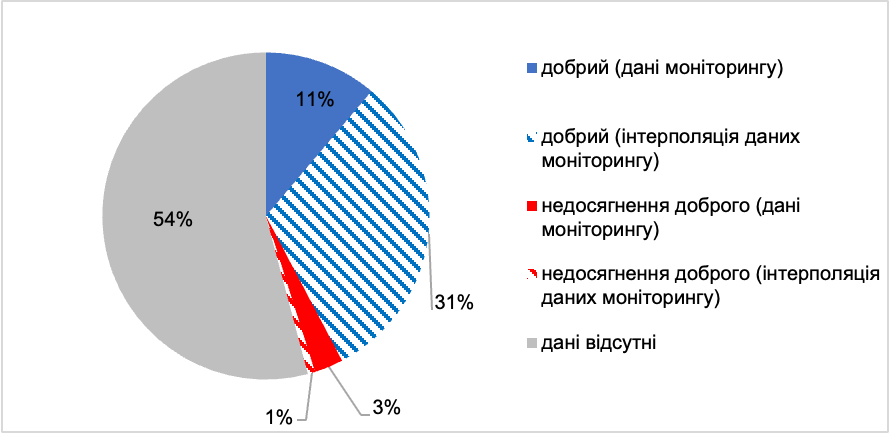 11%
31%
3%
1%
54%
добрий (дані моніторингу)
добрий (інтерполяція даних
моніторингу)
недосягнення доброго (дані
моніторингу)
недосягнення доброго (інтерполяція
даних моніторингу)
дані відсутні